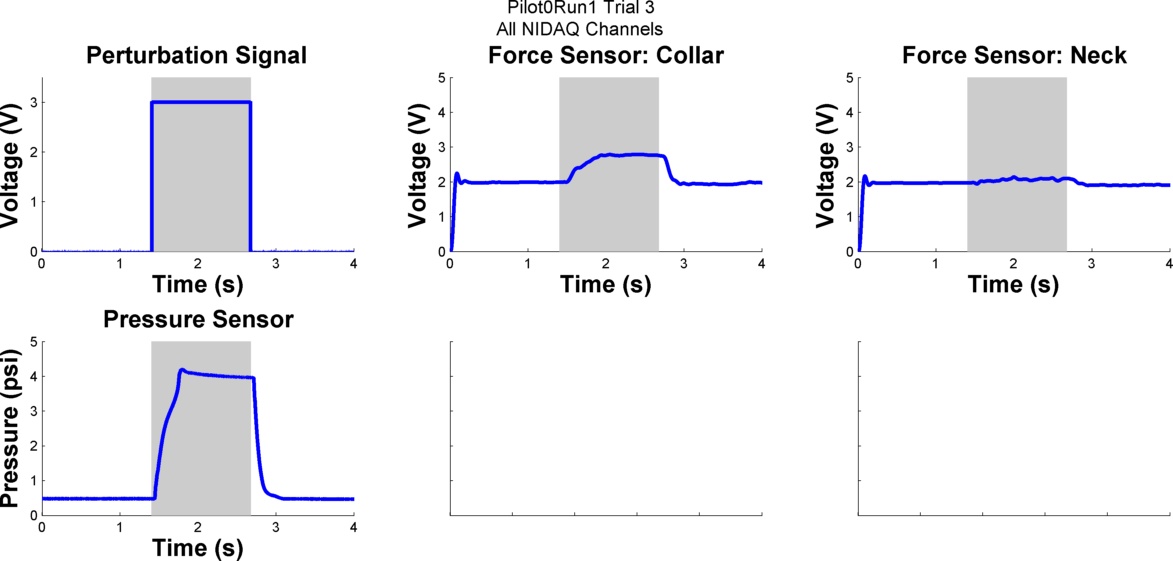 Pilot0Run1 Trial 3
All NIDAQ Channels
Perturbation Signal
Voltage (V)
3
2
1
0
0 1 2 3 4
Time (s)
Force Sensor: Collar
Voltage (V)
5
4
3
2
1
0
0 1 2 3 4
Time (s)
Force Sensor: Neck
Voltage (V)
5
4
3
2
1
0
0 1 2 3 4
Time (s)
Pressure Sensor
Pressure (psi)
5
4
3
2
1
0
0 1 2 3 4
Time (s)